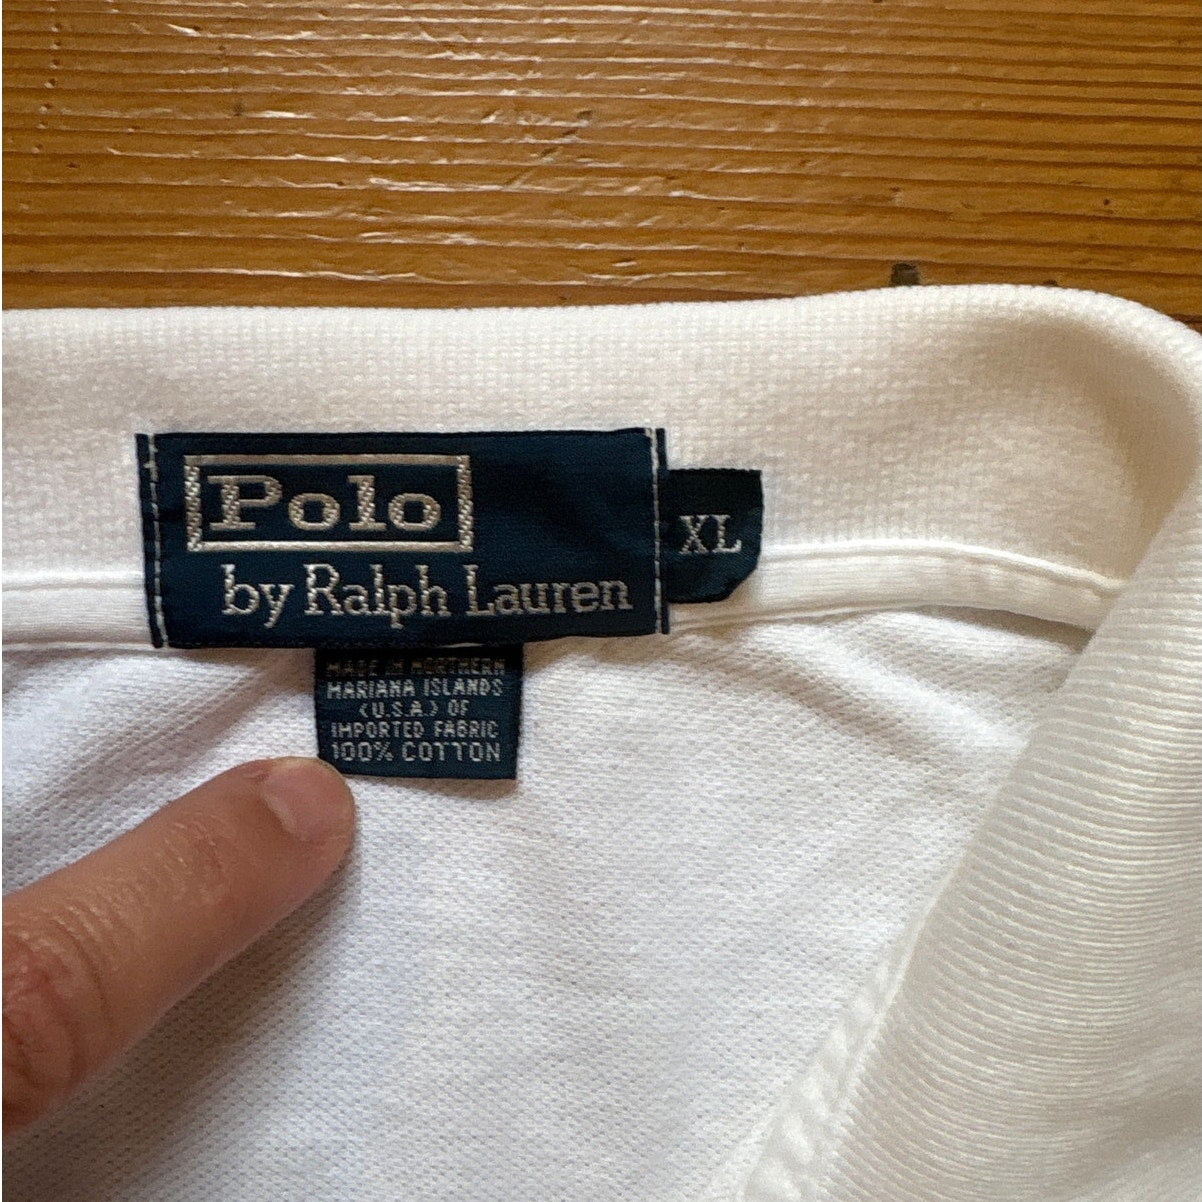 Polo
by Ralph Lauren
XL
MADE IN NORTHERN
MARIANA ISLANDS
(U.S.A.) OF
IMPORTED FABRIC
100% COTTON